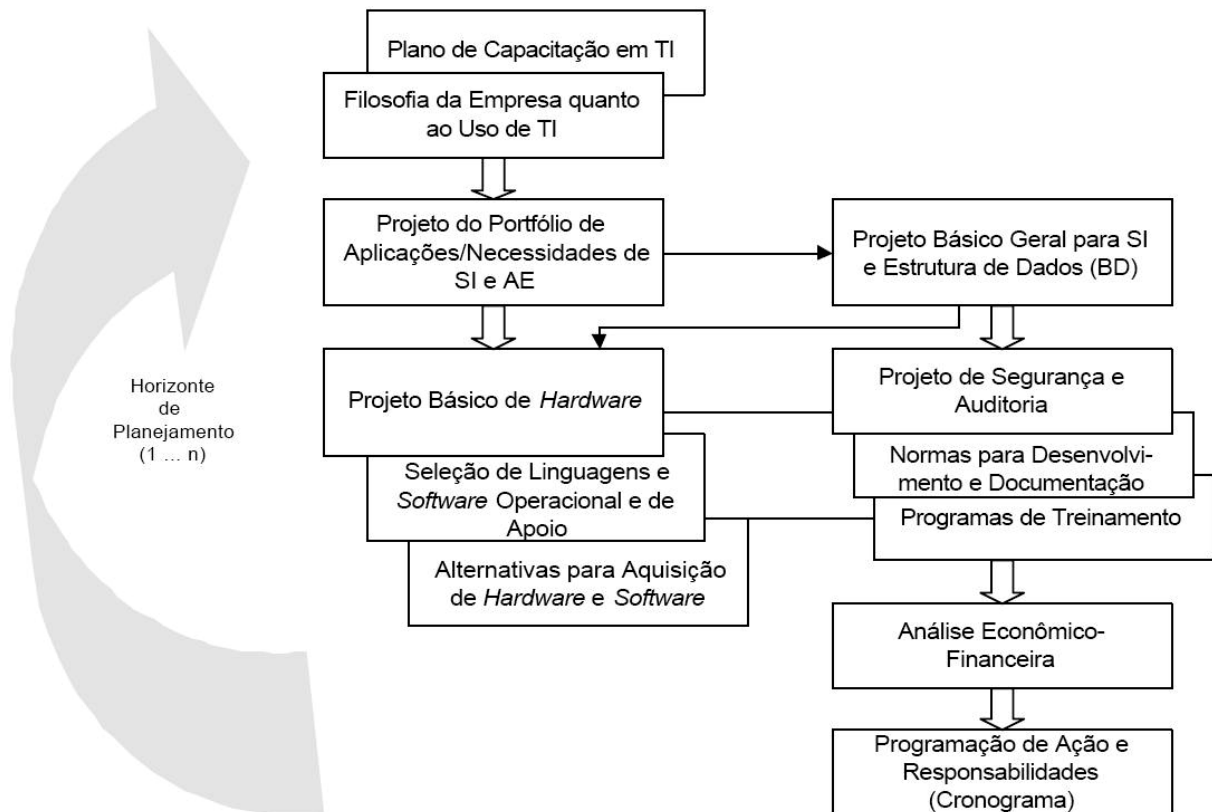 Plano de Capacitação em TI
Filosofia da Empresa quanto
ao Uso de TI
Projeto do Portfólio de
Aplicações/Necessidades de
SI e AE
Projeto Básico Geral para SI
e Estrutura de Dados (BD)
Horizonte
de
Planejamento
(1 ... n)
Projeto Básico de Hardware
Projeto de Segurança e
Auditoria
Seleção de Linguagens e
Software Operacional e de
Apoio
Normas para Desenvolvi-
mento e Documentação
Programas de Treinamento
Alternativas para Aquisição
de Hardware e Software
Análise Econômico-
Financeira
Programação de Ação e
Responsabilidades
(Cronograma)